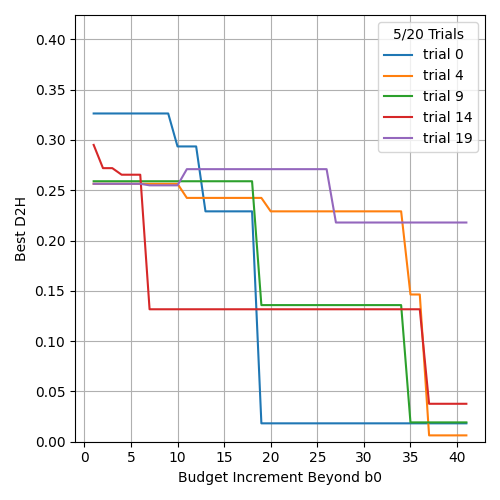 5/20 Trials
trial 0
trial 4
trial 9
trial 14
trial 19
0.40
0.35
0.30
0.25
0.20
0.15
0.10
0.05
0.00
Best D2H
0 5 10 15 20 25 30 35 40
Budget Increment Beyond b0